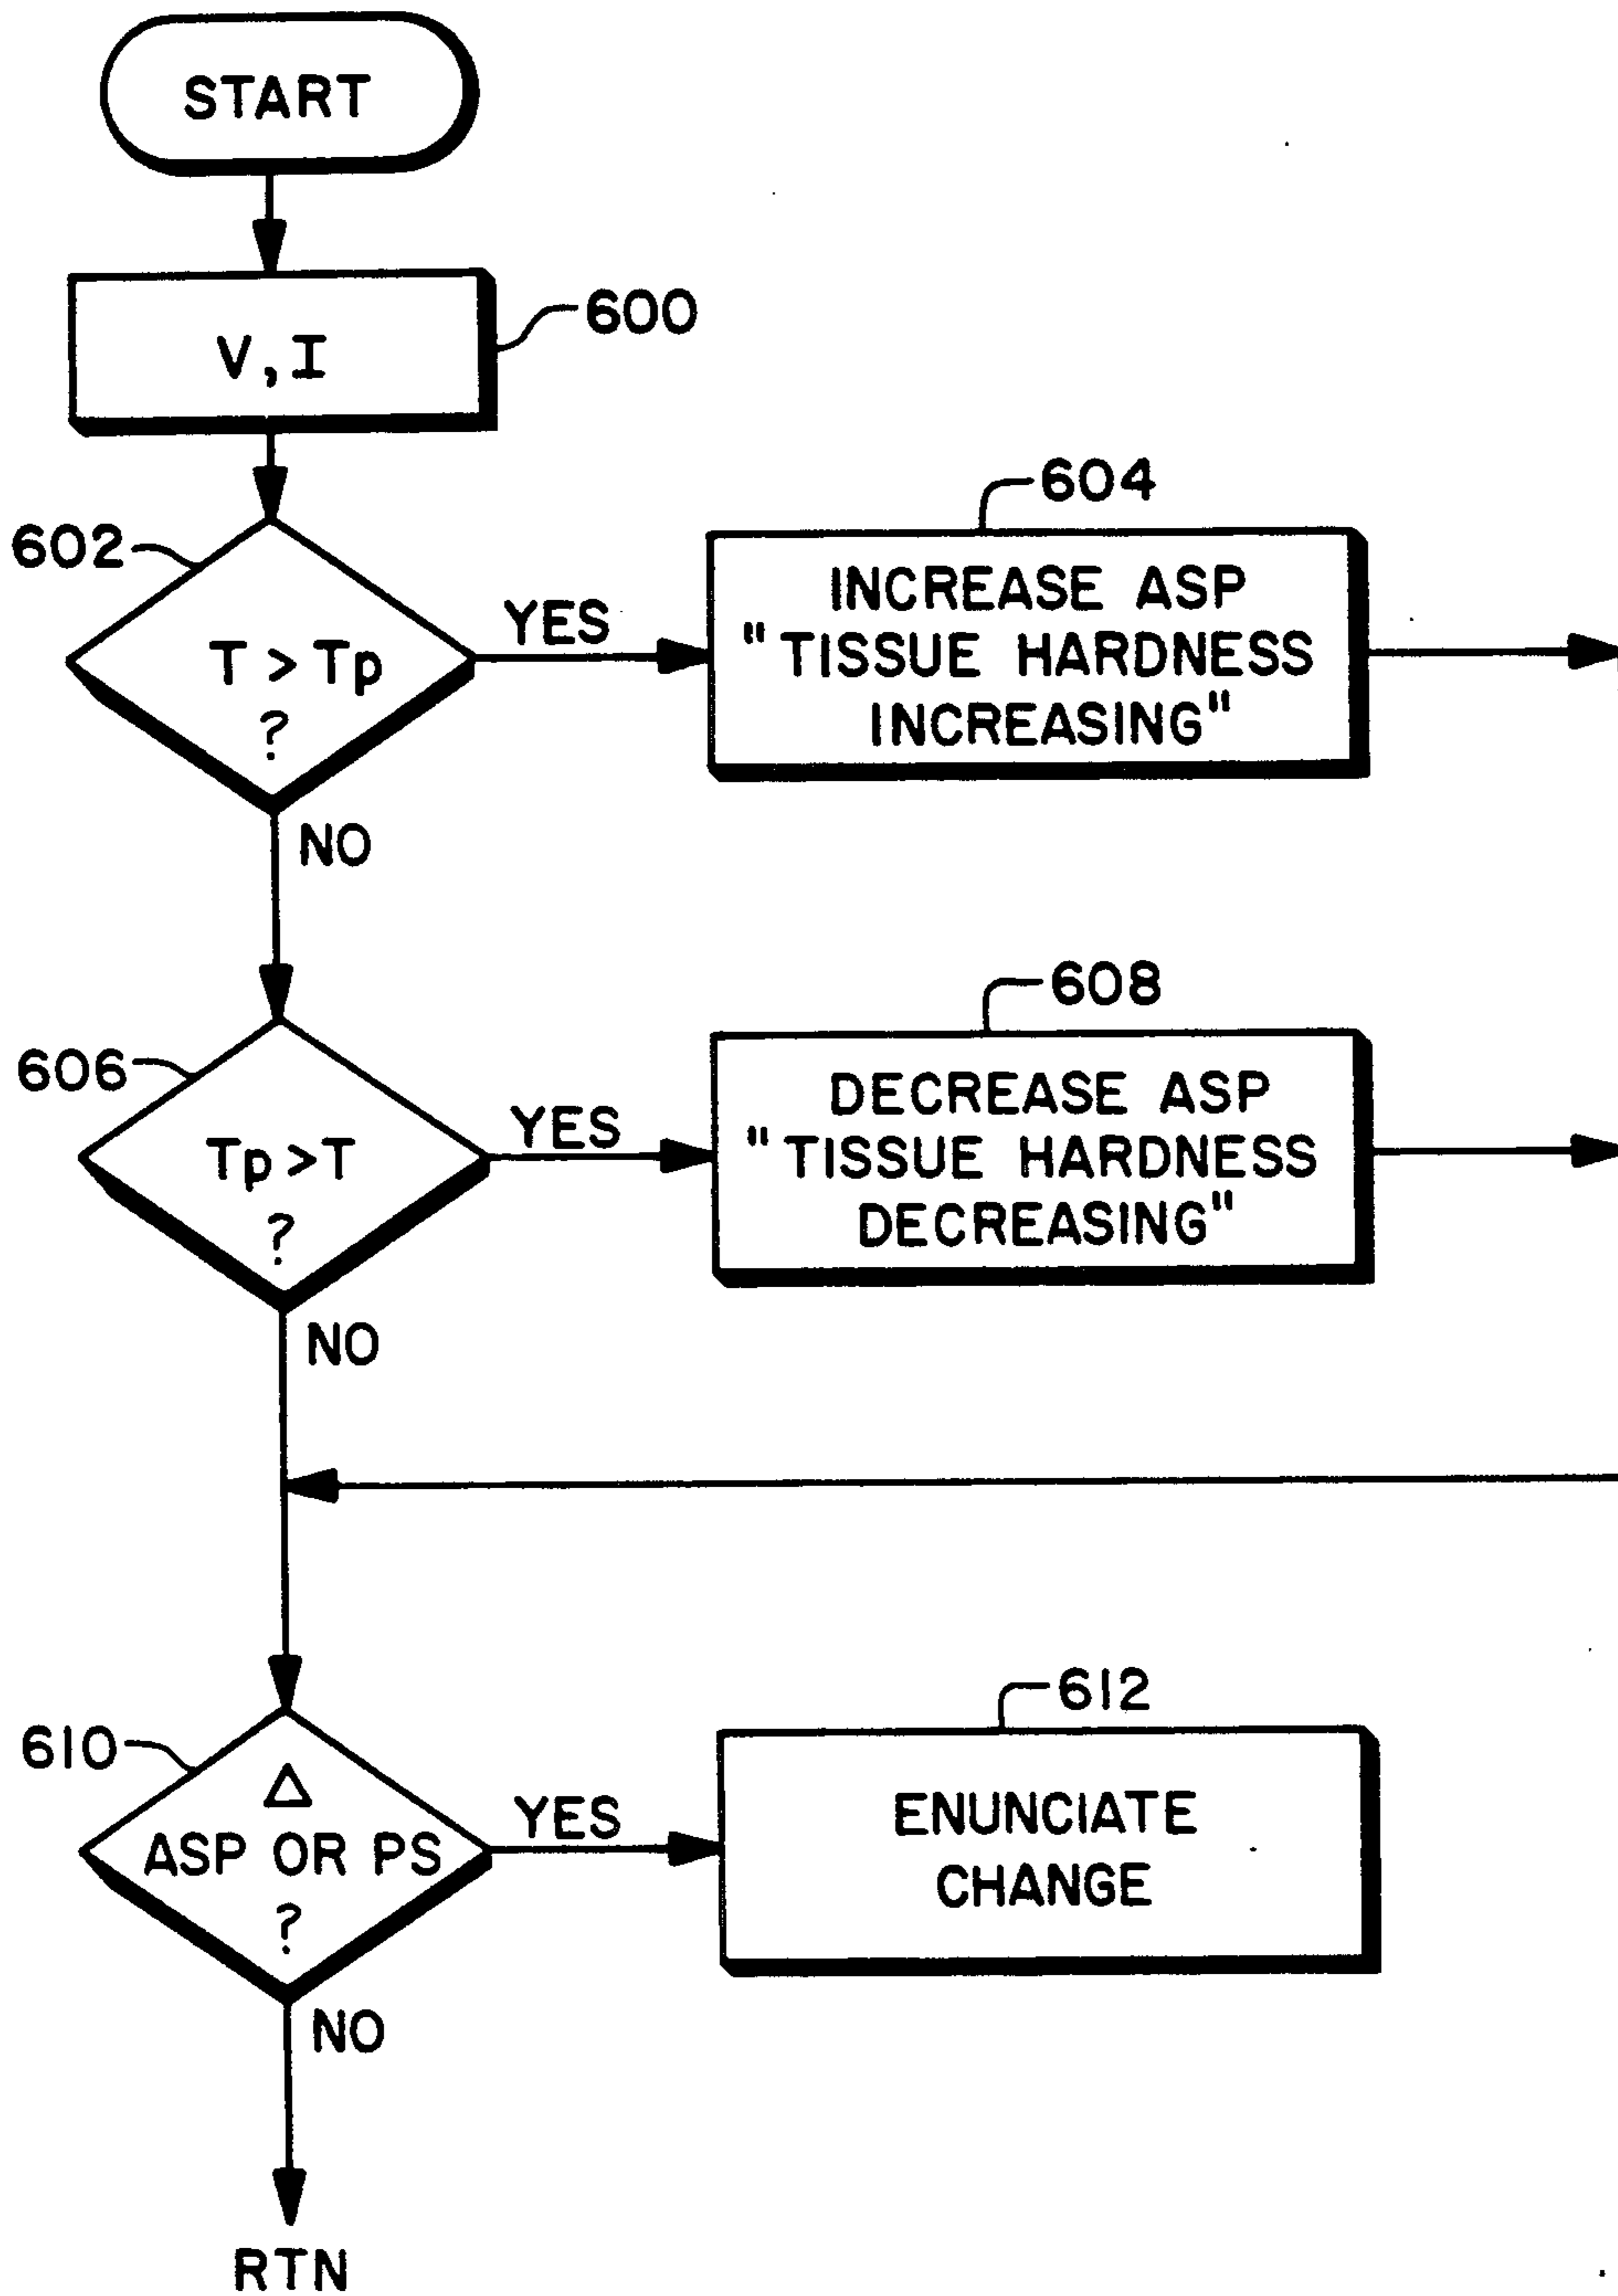 START
V,I
600
602
T > Tp
?
YES
604
INCREASE ASP
"TISSUE HARDNESS
INCREASING"
NO
606
Tp > T
?
YES
608
DECREASE ASP
"TISSUE HARDNESS
DECREASING"
NO
610
Δ
ASP OR PS
?
YES
612
ENUNCIATE
CHANGE
NO
RTN